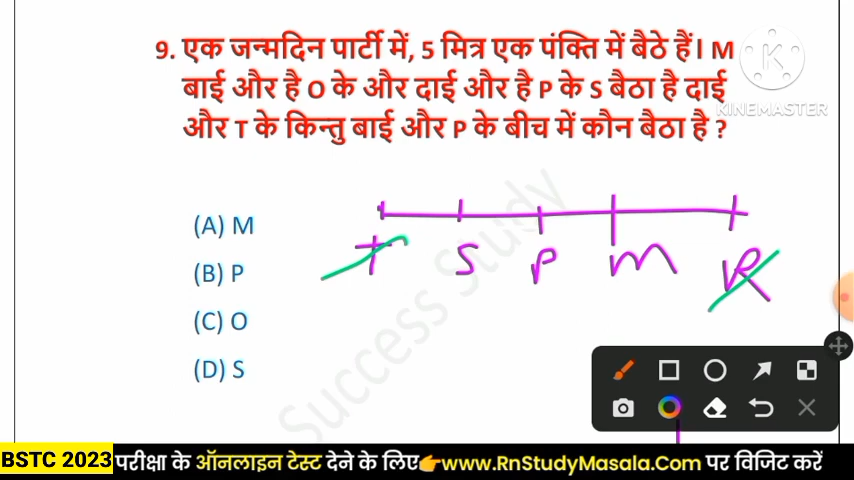 9. एक जन्मदिन पार्टी में, 5 मित्र एक पंक्ति में बैठे हैं। M
बाई और है O के और दाई और है P के S बैठा है दाई
और T के किन्तु बाई और P के बीच में कौन बैठा है ?
K
KINEMASTER
(A) M
(B) P
(C) O
(D) S
T S P M R
Success Study
BSTC 2023 परीक्षा के ऑनलाइन टेस्ट देने के लिए👉www.RnStudyMasala.Com पर विजिट करें